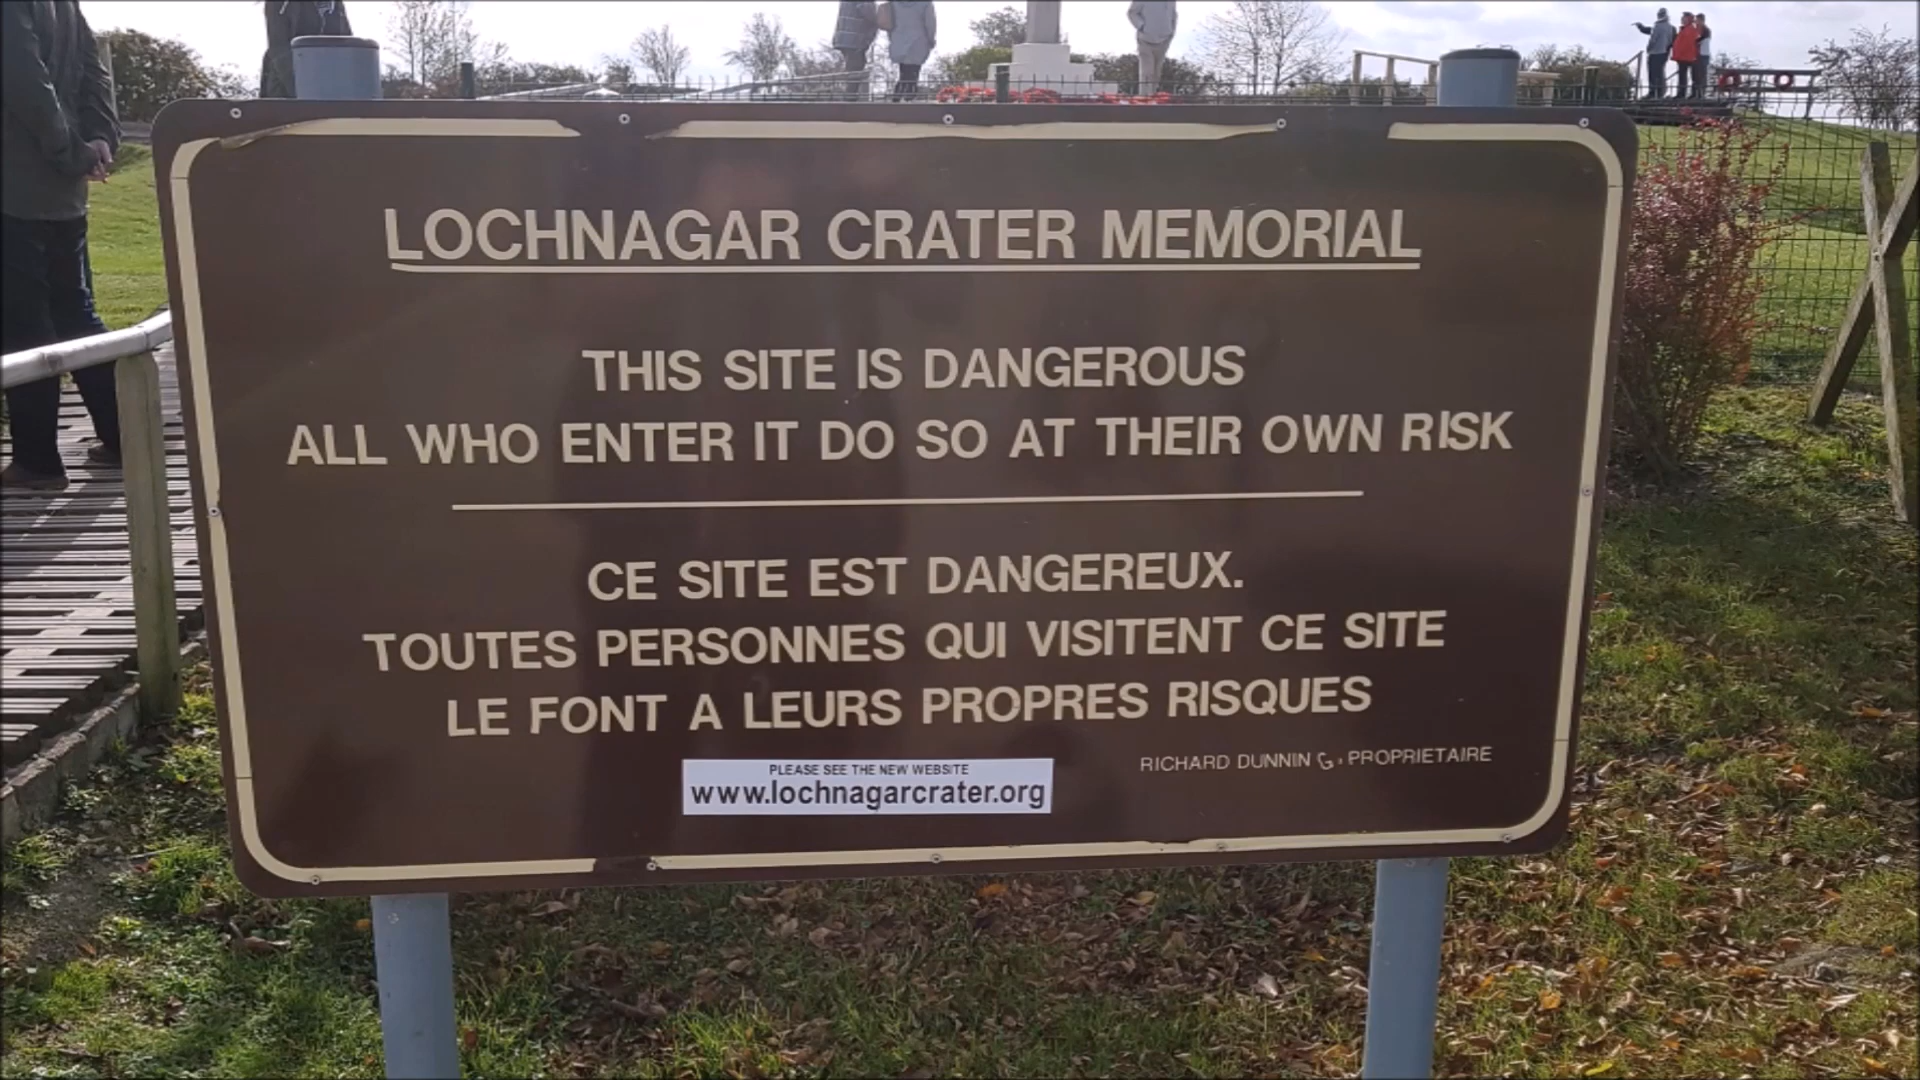 LOCHNAGAR CRATER MEMORIAL
THIS SITE IS DANGEROUS
ALL WHO ENTER IT DO SO AT THEIR OWN RISK
CE SITE EST DANGEREUX.
TOUTES PERSONNES QUI VISITENT CE SITE
LE FONT A LEURS PROPRES RISQUES
RICHARD DUNNING. PROPRIETAIRE
PLEASE SEE THE NEW WEBSITE
www.lochnagarcrater.org